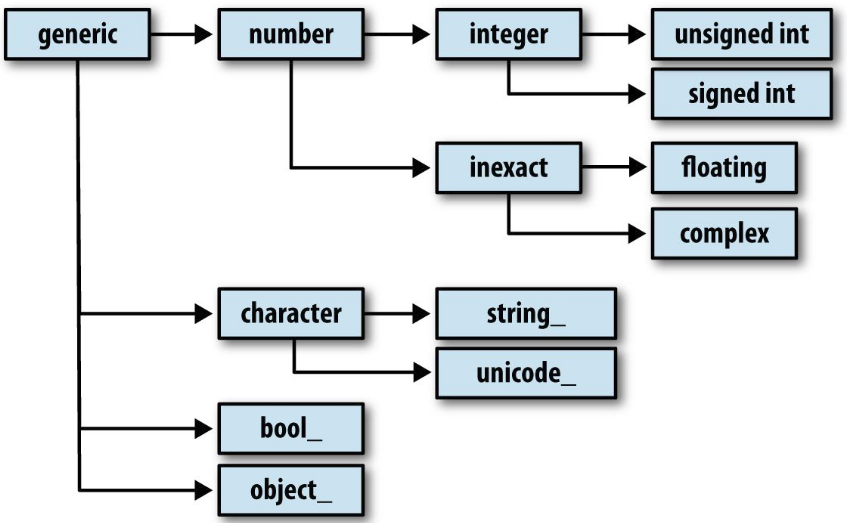 generic
number
integer
unsigned int
signed int
inexact
floating
complex
character
string_
unicode_
bool_
object_